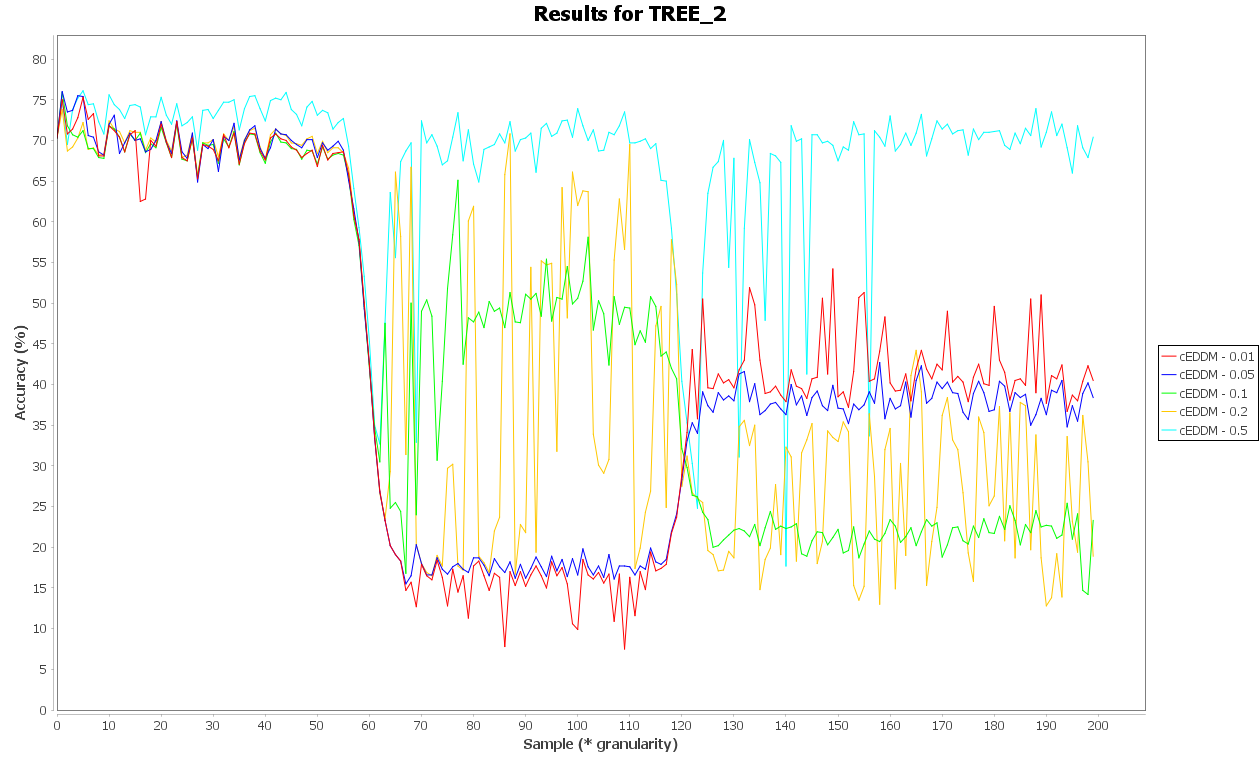 Results for TREE_2
80
75
70
65
60
55
50
45
40
35
30
25
20
15
10
5
0
Accuracy (%)
0 10 20 30 40 50 60 70 80 90 100 110 120 130 140 150 160 170 180 190 200
Sample (* granularity)
cEDDM - 0.01
cEDDM - 0.05
cEDDM - 0.1
cEDDM - 0.2
cEDDM - 0.5